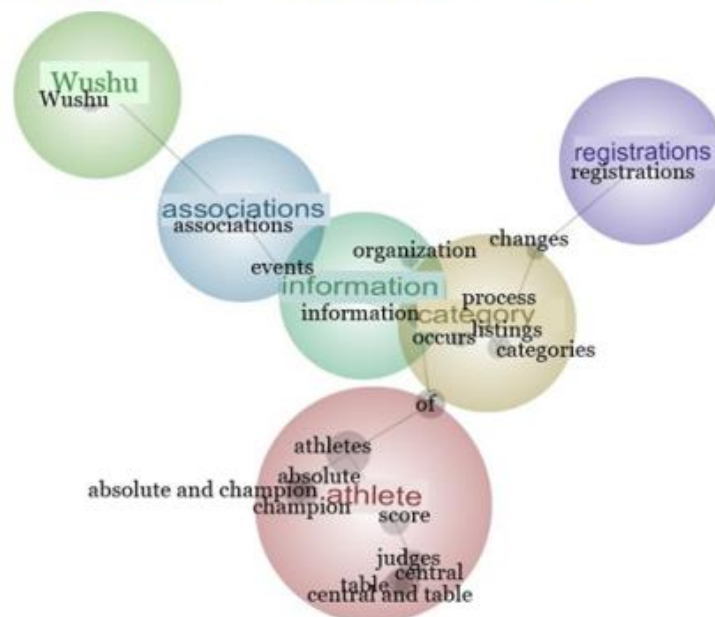 Wushu
Wushu
registrations
registrations
associations
associations
changes
organization
events
information
information
process
category
listings
occurs
categories
of
athletes
absolute
absolute and champion
athlete
champion
score
judges
central
table
central and table